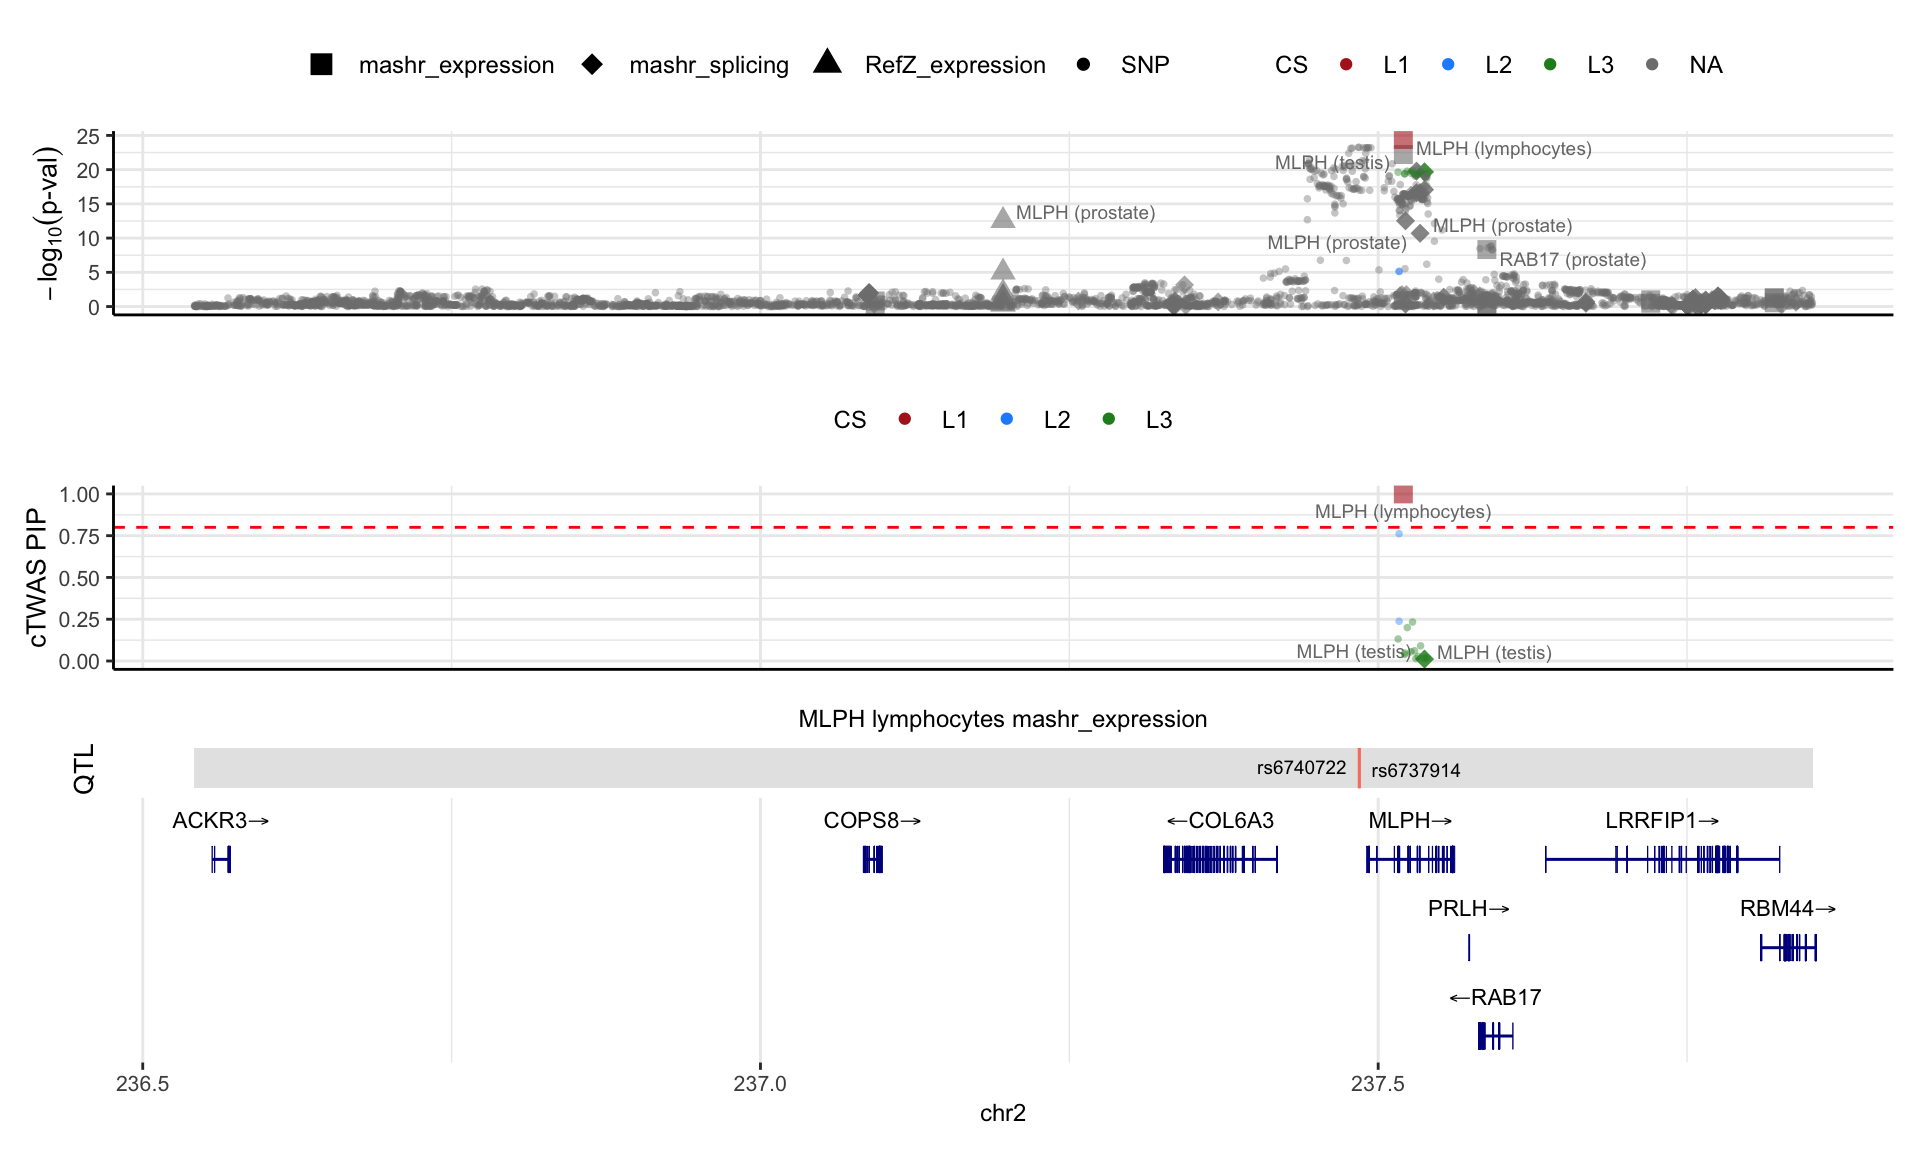 mashr_expression mashr_splicing RefZ_expression SNP CS L1 L2 L3 NA
− log10(p-val)
25
20
15
10
5
0
MLPH (lymphocytes)
MLPH (testis)
MLPH (prostate)
MLPH (prostate)
MLPH (prostate)
RAB17 (prostate)
CS L1 L2 L3
cTWAS PIP
1.00
0.75
0.50
0.25
0.00
MLPH (lymphocytes)
MLPH (testis) MLPH (testis)
MLPH lymphocytes mashr_expression
QTL
rs6740722 rs6737914
ACKR3→ COPS8→ ←COL6A3 MLPH→ LRRFIP1→
PRLH→ RBM44→
←RAB17
236.5 237.0 237.5
chr2